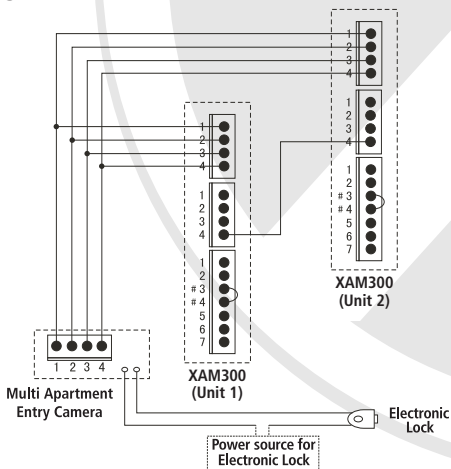 1
2
3
4
1
2
3
4
1
2
# 3
# 4
5
6
7
XAM300
(Unit 2)
1
2
3
4
1
2
3
4
1
2
# 3
# 4
5
6
7
XAM300
(Unit 1)
1 2 3 4
Multi Apartment
Entry Camera
Electronic
Lock
Power source for
Electronic Lock